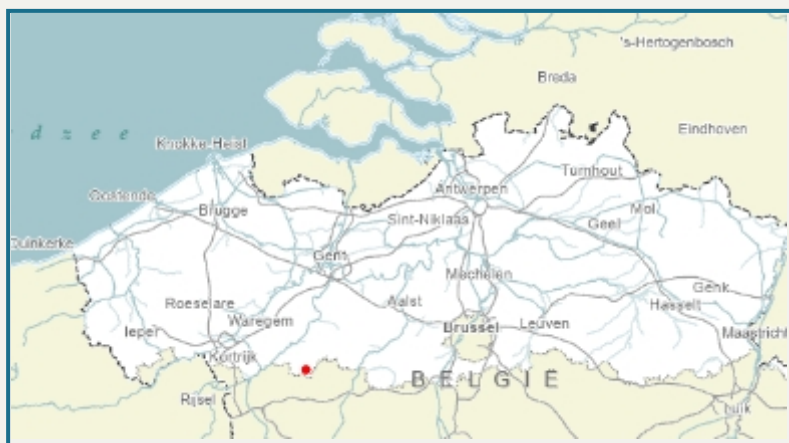 's-Hertogenbosch
Breda
d z e e
Eindhoven
Knokke-Heist
Turnhout
Antwerpen
Oostende
Brugge
Sint-Niklaas
Mol
Geel
Duinkerke
Gent
Mechelen
Genk
Roeselare
Aalst
Hasselt
Waregem
Brussel
Leuven
Ieper
Maastricht
Kortrijk
BELGIË
Rijsel
Luik